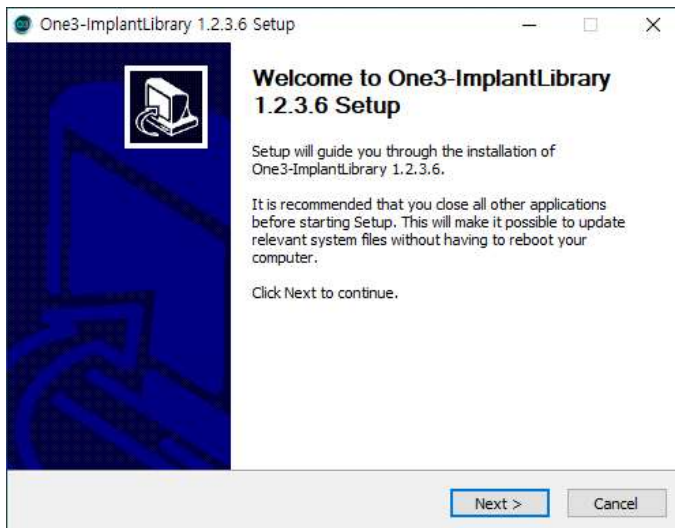 One3-ImplantLibrary 1.2.3.6 Setup
Welcome to One3-ImplantLibrary
1.2.3.6 Setup
Setup will guide you through the installation of
One3-ImplantLibrary 1.2.3.6.
It is recommended that you close all other applications
before starting Setup. This will make it possible to update
relevant system files without having to reboot your
computer.
Click Next to continue.
Next >
Cancel